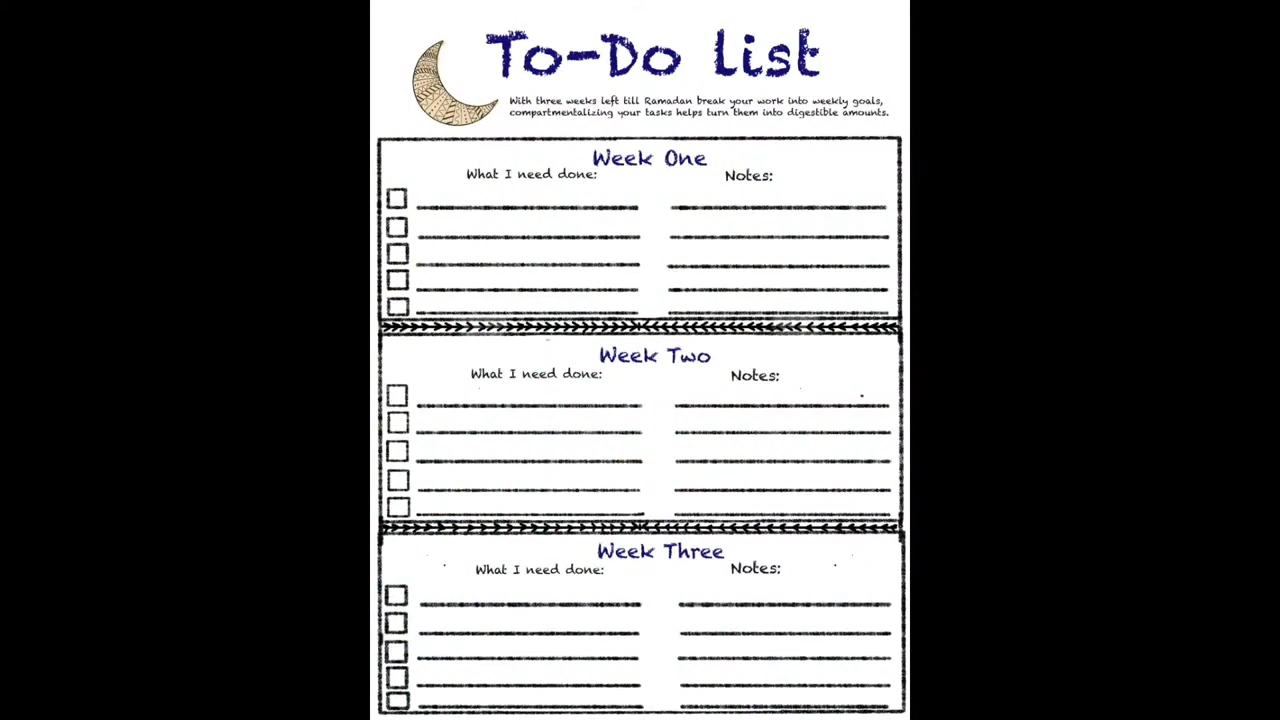 To-Do list
With three weeks left till Ramadan break your work into weekly goals,
compartmentalizing your tasks helps turn them into digestible amounts.
Week One
What I need done:
Notes:
Week Two
What I need done:
Notes:
Week Three
What I need done:
Notes: